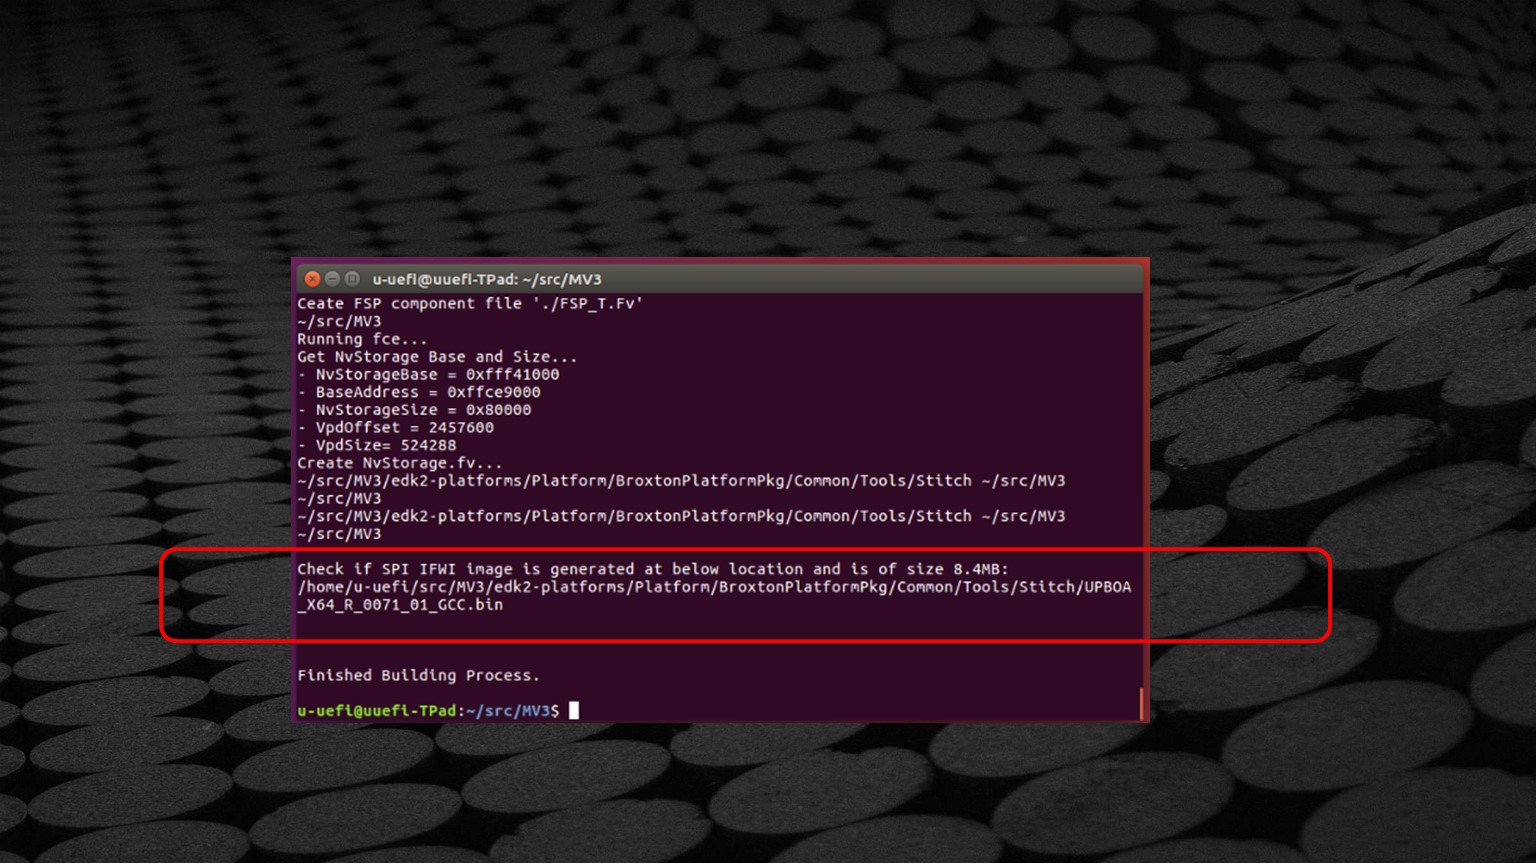 u-uefi@uuefi-TPad: ~/src/MV3
Ceate FSP component file './FSP_T.Fv'
~/src/MV3
Running fce...
Get NvStorage Base and Size...
- NvStorageBase = 0xfff41000
- BaseAddress = 0xffce9000
- NvStorageSize = 0x80000
- VpdOffset = 2457600
- VpdSize= 524288
Create NvStorage.fv...
~/src/MV3/edk2-platforms/Platform/BroxtonPlatformPkg/Common/Tools/Stitch ~/src/MV3
~/src/MV3
~/src/MV3/edk2-platforms/Platform/BroxtonPlatformPkg/Common/Tools/Stitch ~/src/MV3
~/src/MV3
Check if SPI IFWI image is generated at below location and is of size 8.4MB:
/home/u-uefi/src/MV3/edk2-platforms/Platform/BroxtonPlatformPkg/Common/Tools/Stitch/UPBOA
_X64_R_0071_01_GCC.bin
Finished Building Process.
u-uefi@uuefi-TPad:~/src/MV3$